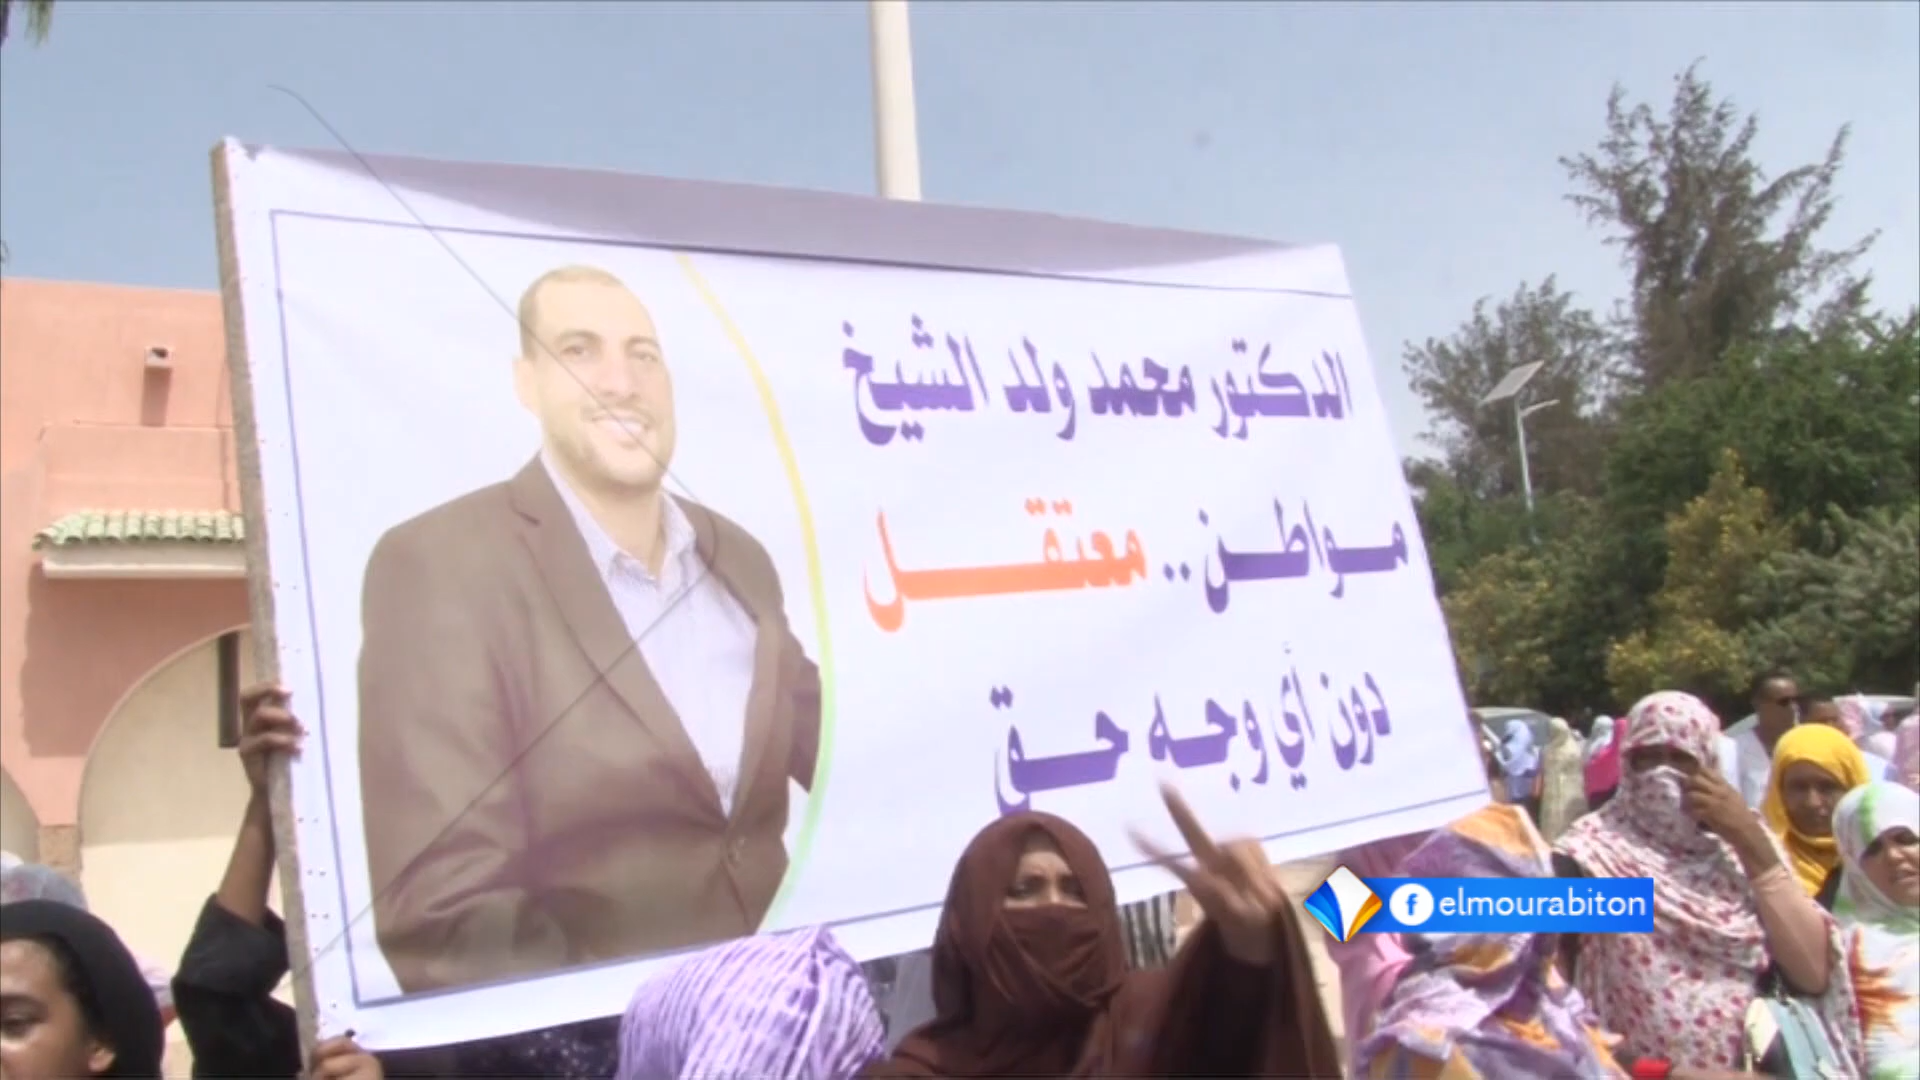 الدكتور محمد ولد الشيخ
مواطن .. معتقل
دون أي وجه حق
elmourabiton